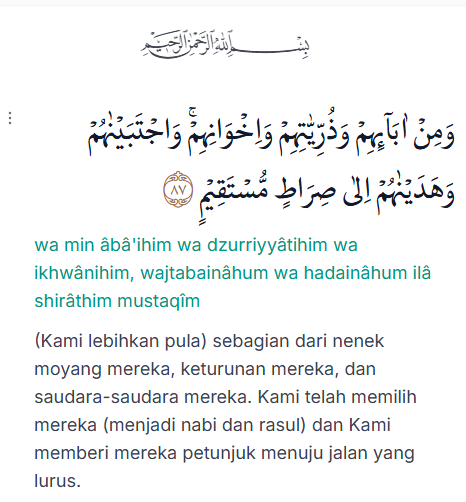 بِسْــــــــمِ اللّٰهِ الرَّحْمٰنِ الرَّحِيْمِ
وَمِنْ اٰبَاۤىِٕهِمْ وَذُرِّيّٰتِهِمْ وَاِخْوَانِهِمْۚ وَاجْتَبَيْنٰهُمْ
وَهَدَيْنٰهُمْ اِلٰى صِرَاطٍ مُّسْتَقِيْمٍ ٨٧
wa min âbâ'ihim wa dzurriyyâtihim wa
ikhwânihim, wajtabainâhum wa hadainâhum ilâ
shirâthim mustaqîm
(Kami lebihkan pula) sebagian dari nenek
moyang mereka, keturunan mereka, dan
saudara-saudara mereka. Kami telah memilih
mereka (menjadi nabi dan rasul) dan Kami
memberi mereka petunjuk menuju jalan yang
lurus.